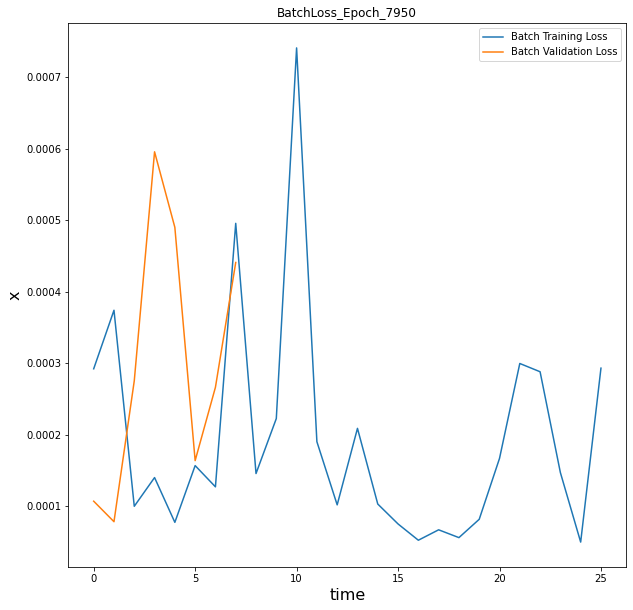 BatchLoss_Epoch_7950
Batch Training Loss
Batch Validation Loss
0.0007
0.0006
0.0005
0.0004
x
0.0003
0.0002
0.0001
0 5 10 15 20 25
time